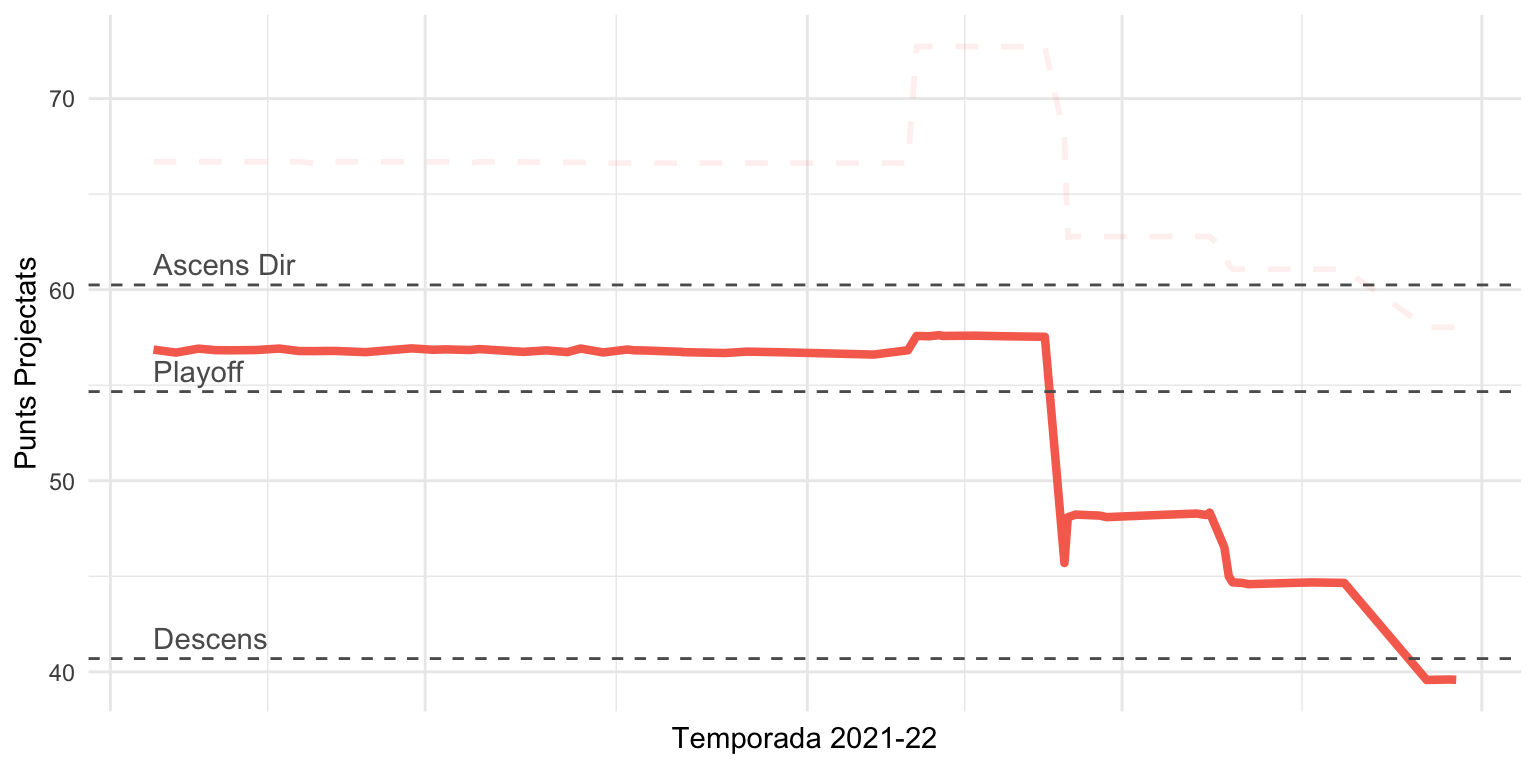 70
60
50
40
Punts Projectats
Ascens Dir
Playoff
Descens
Temporada 2021-22